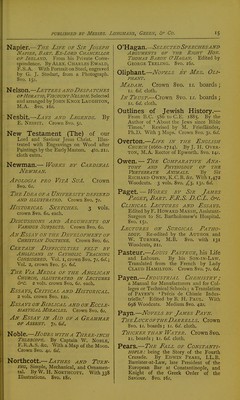 PUBLISHED BY MESSRS. LONGMANS, GREEN, & CO. 15
Napier.—THE LIFE OF SIR JOSEPH
NAPIER, BART., EX-LORD CHANCELLOR
OF IRELAND. From his Private Corre-
spondence. By ALEX. CHARLES EWALD,
F.S.A. With Portrait on Steel, engraved
by G. J. Stodart, from a Photograph.
8vo. 15s.
Nelson.—LETTERS AND DESPATCHES
OF HORATIO, VISCOUNT NELSON. Selected
and arranged by JOHN KNOX LAUGHTON,
M.A. 8vo. 16s.
Nesbit.—LAYS AND LEGENDS. By
E. NESBIT. Crown 8vo. 5s.
New Testament (The) of our
Lord and Saviour Jesus Christ. Illus-
trated with Engravings on Wood after
Paintings by the Early Masters. 4to. 21s.
cloth extra.
Newman.—WORKS BY CARDINAL
NEWMAN.
APOLOGIA PRO VITÂ SUÂ. Crown
8vo. 6s.
THE IDEA OF A UNIVERSITY DEFINED
AND ILLUSTRATED. Crown 8vo. 7s.
HISTORICAL SKETCHES. 3 vols.
crown 8vo. 6s. each.
DISCUSSIONS AND ARGUMENTS ON
VARIOUS SUBJECTS. Crown 8vo. 6s.
AN ESSAY ON THE DEVELOPMENT OF
CHRISTIAN DOCTRINE. Crown 8vo. 6s.
CERTAIN DIFFICULTIES FELT BY
ANGLICANS IN CATHOLIC TEACHING
CONSIDERED. Vol. 1, crown 8vo. 7s. 6d.;
Vol. 2, crown 8vo. 5s. 6d.
THE VIA MEDIA OF THE ANGLICAN
CHURCH, ILLUSTRATED IN LECTURES
&C. 2 vols. crown 8vo. 6s. each.
ESSAYS, CRITICAL AND HISTORICAL.
2 vols. crown 8vo. 12s.
ESSAYS ON BIBLICAL AND ON ECCLE-
SIASTICAL MIRACLES. Crown 8vo. 6s.
AN ESSAY IN AID OF A GRAMMAR
OF ASSENT. 7s. 6d.
Noble.—HOURS WITH A THREE-INCH
TELESCOPE. By Captain W. NOBLE,
F.R.A.S. &c. With a Map of the Moon.
Crown 8vo. 4s. 6d.
Northcott.—LATHES AND TURN-
ING, Simple, Mechanical, and Ornamen-
tal. By W. H. NORTHCOTT. With 338
Illustrations. 8vo. 18s.
O'Hagan.—SELECTED SPEECHES AND
ARGUMENTS OF THE RIGHT HON.
THOMAS BARON O'HAGAN. Edited by
GEORGE TEELING. 8vo. 16s.
Oliphant.—NOVELS BY MRS. OLI-
PHANT.
MADAM. Crown 8vo. 1s. boards;
1s. 6d. cloth.
IN TRUST.—Crown 8vo. 1s. boards;
1s. 6d. cloth.
Outlines of Jewish History.—
From B.C. 586 to C.E. 1885. By the
Author of 'About the Jews since Bible
Times.' Revised by M. Friedländer,
Ph.D. With 3 Maps. Crown 8vo. 3s. 6d.
Overton.—LIFE IN THE ENGLISH
CHURCH (1660-1714). By J. H. OVER-
TON, M.A. Rector of Epworth. 8vo. 14s.
Owen.—THE COMPARATIVE ANA-
TOMY AND PHYSIOLOGY OF THE
VERTEBRATE ANIMALS. By Sir
RICHARD OWEN, K.C.B. &c. With 1,472
Woodcuts. 3 vols. 8vo. £3. 13s. 6d.
Paget.—WORKS BY SIR JAMES
PAGET, BART. F.R.S. D.C.L. &C.
CLINICAL LECTURES AND ESSAYS.
Edited by F. HOWARD MARSH, Assistant-
Surgeon to St. Bartholomew's Hospital.
8vo. 15s.
LECTURES ON SURGICAL PATHO-
LOGY. Re-edited by the AUTHOR and
W. TURNER, M.B. 8vo. with 131
Woodcuts, 21s.
Pasteur.—LOUIS PASTEUR, his Life
and Labours. By his SON-IN-LAW.
Translated from the French by Lady
CLAUD HAMILTON. Crown 8vo. 7s. 6d.
Payen.—INDUSTRIAL CHEMISTRY;
a Manual for Manufacturers and for Col-
leges or Technical Schools; a Translation
of PAYEN'S 'Précis de Chimie Indus-
trielle.' Edited by B. H. PAUL. With
698 Woodcuts. Medium 8vo. 42s.
Payn.—NOVELS BY JAMES PAYN.
THE LUCK OF THE DARRELLS. Crown
8vo. 1s. boards; 1s. 6d. cloth.
THICKER THAN WATER. Crown 8vo.
1s. boards; 1s. 6d. cloth.
Pears.—THE FALL OF CONSTANTI-
NOPLE: being the Story of the Fourth
Crusade. By EDWIN PEARS, LL.B.
Barrister-at-Law, late President of the
European Bar at Constantinople, and
Knight of the Greek Order of the
Saviour. 8vo. 16s.